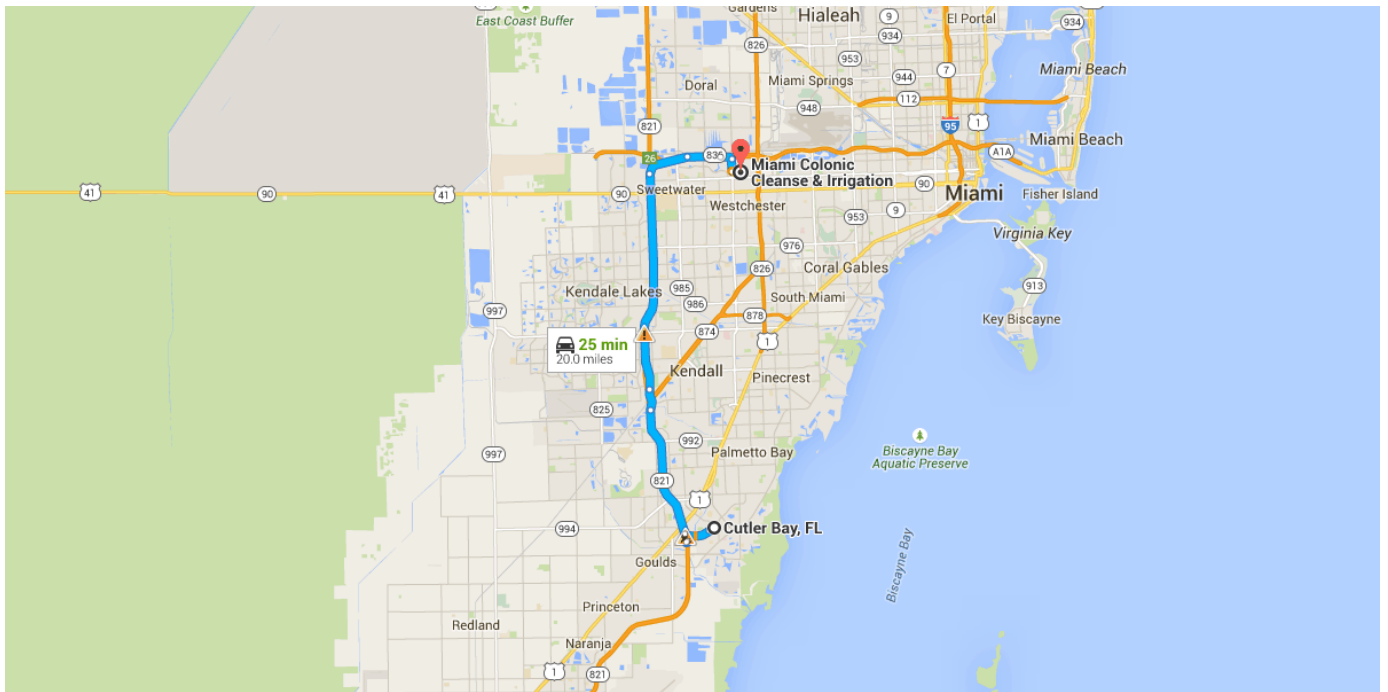 Gardens
Hialeah
9
El Portal
934
East Coast Buffer
826
934
953
Miami Beach
7
944
Miami Springs
Doral
112
948
821
95
1
Miami Beach
A1A
26
836
Miami Colonic
Cleanse & Irrigation
41
90
41
90
Sweetwater
90
Miami
Fisher Island
Westchester
953
9
Virginia Key
976
826
Coral Gables
985
Kendale Lakes
913
986
South Miami
997
878
Key Biscayne
874
1
25 min
20.0 miles
Kendall
Pinecrest
825
992
Biscayne Bay
Aquatic Preserve
997
Palmetto Bay
821
1
994
Cutler Bay, FL
Goulds
Biscayne Bay
Princeton
Redland
Naranja
1
821